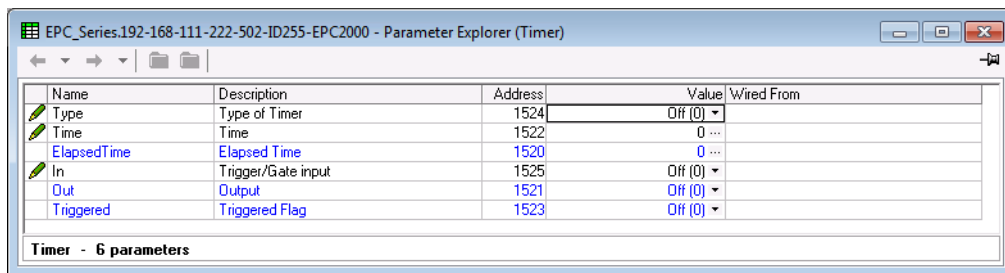 EPC_Series.192-168-111-222-502-ID255-EPC2000 - Parameter Explorer (Timer)
Name Description Address Value Wired From
Type Type of Timer 1524 Off (0)
Time Time 1522 0 ...
ElapsedTime Elapsed Time 1520 0 ...
In Trigger/Gate input 1525 Off (0)
Out Output 1521 Off (0)
Triggered Triggered Flag 1523 Off (0)
Timer - 6 parameters